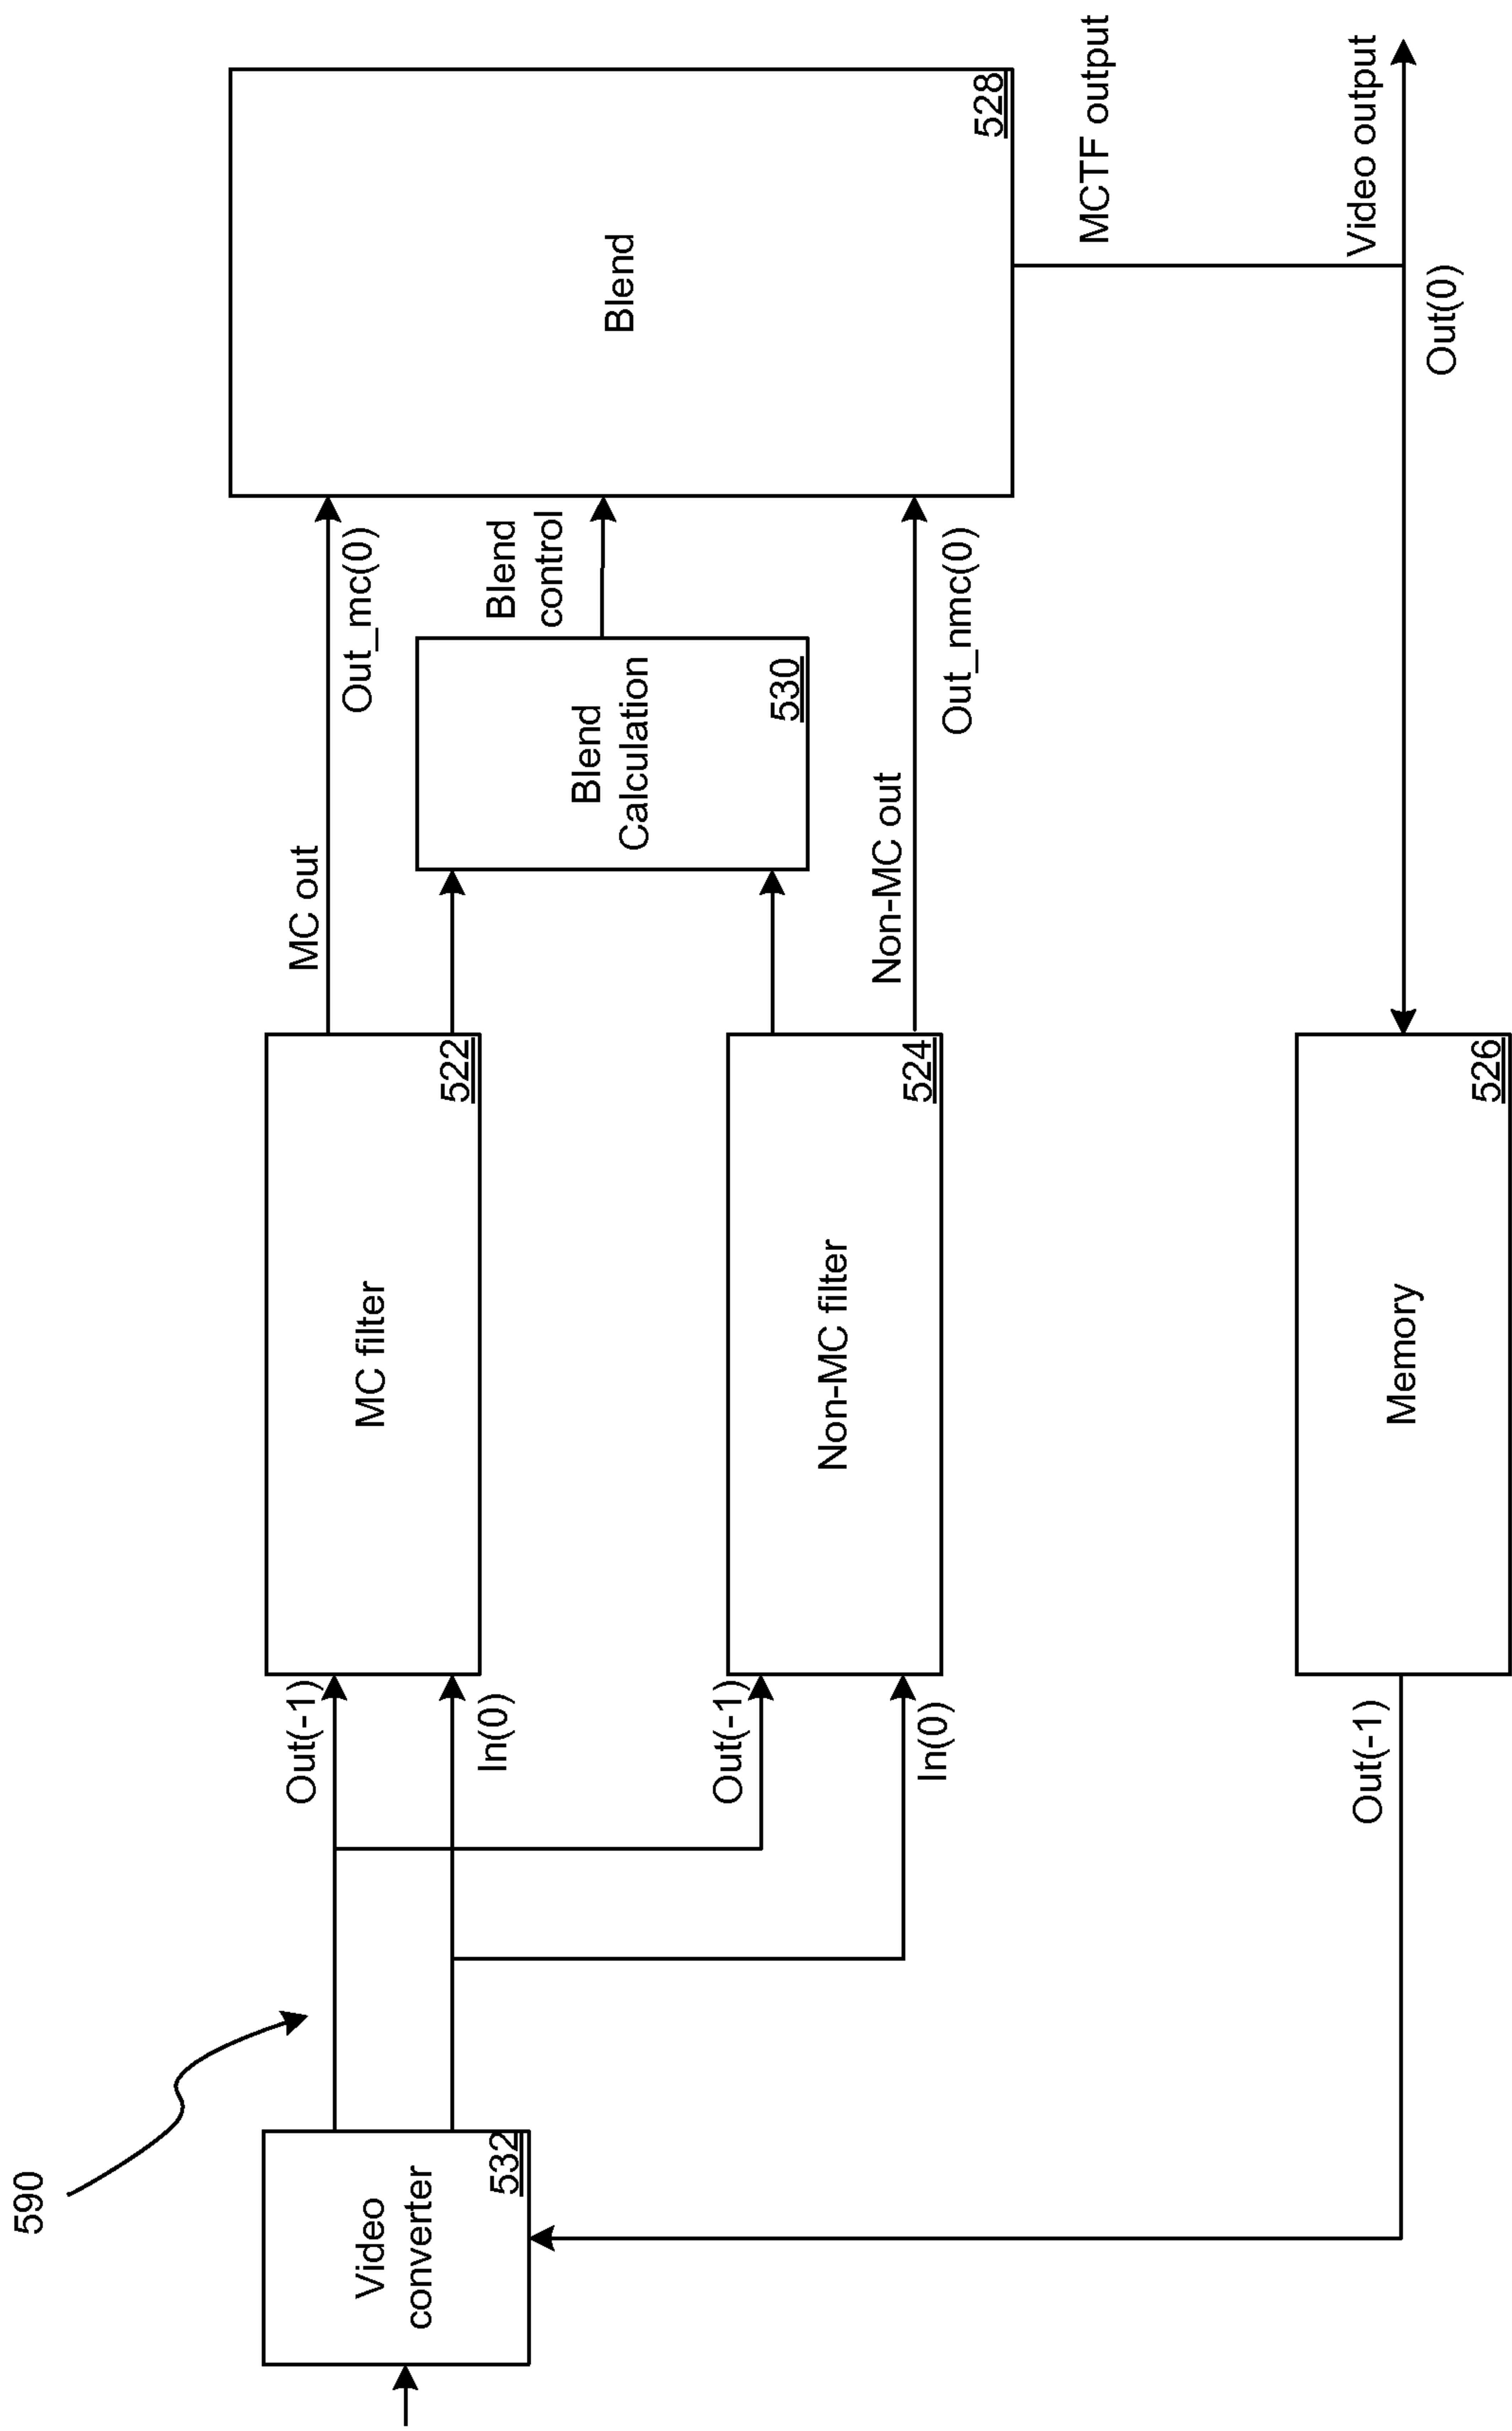 590
Video
converter
532
Out(-1)
In(0)
MC filter
522
Out(-1)
In(0)
Non-MC filter
524
MC out
Out_mc(0)
Blend
Calculation
530
Blend
control
Non-MC out
Out_nmc(0)
Blend
528
MCTF output
Video output
Out(0)
Memory
526
Out(-1)